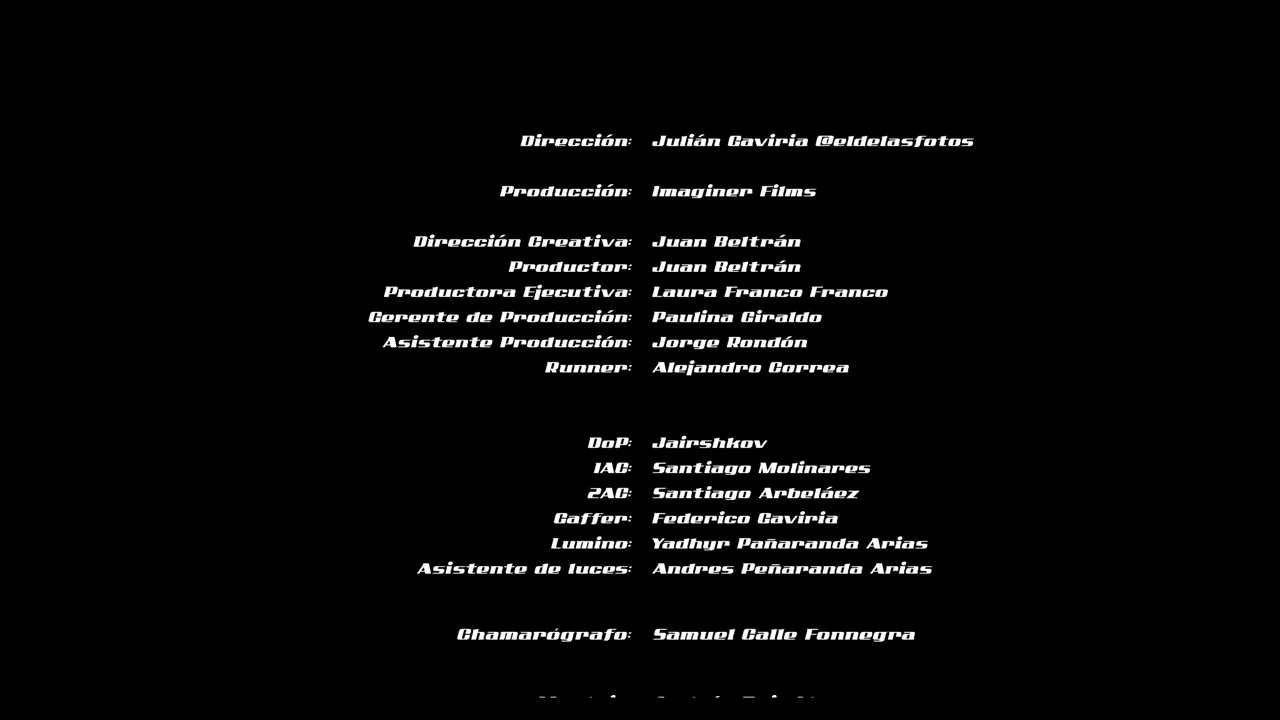 Dirección: Julián Gaviria @eldelasfotos
Producción: Imaginer Films
Dirección Creativa: Juan Beltrán
Productor: Juan Beltrán
Productora Ejecutiva: Laura Franco Franco
Gerente de Producción: Paulina Giraldo
Asistente Producción: Jorge Rondón
Runner: Alejandro Correa
DoP: Jairshkov
1AC: Santiago Molinares
2AC: Santiago Arbeláez
Gaffer: Federico Gaviria
Lumino: Yadhyr Pañaranda Arias
Asistente de luces: Andres Peñaranda Arias
Chamarógrafo: Samuel Calle Fonnegra